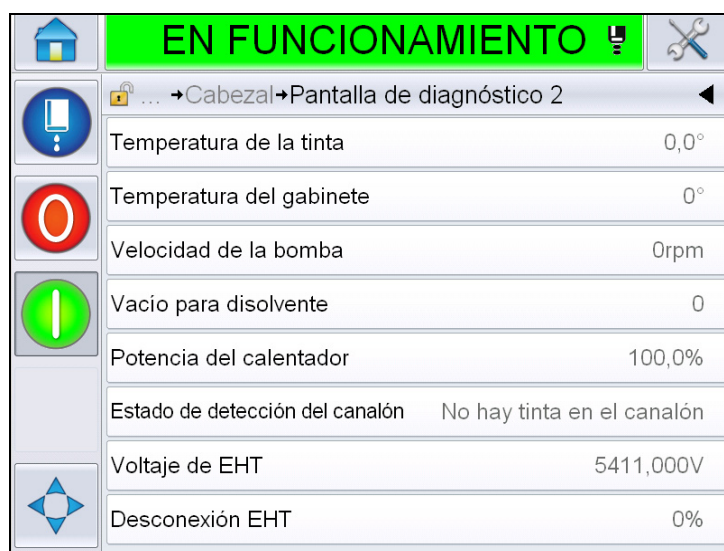 EN FUNCIONAMIENTO
... →Cabezal→Pantalla de diagnóstico 2
Temperatura de la tinta 0,0°
Temperatura del gabinete 0°
Velocidad de la bomba 0rpm
Vacío para disolvente 0
Potencia del calentador 100,0%
Estado de detección del canalón No hay tinta en el canalón
Voltaje de EHT 5411,000V
Desconexión EHT 0%